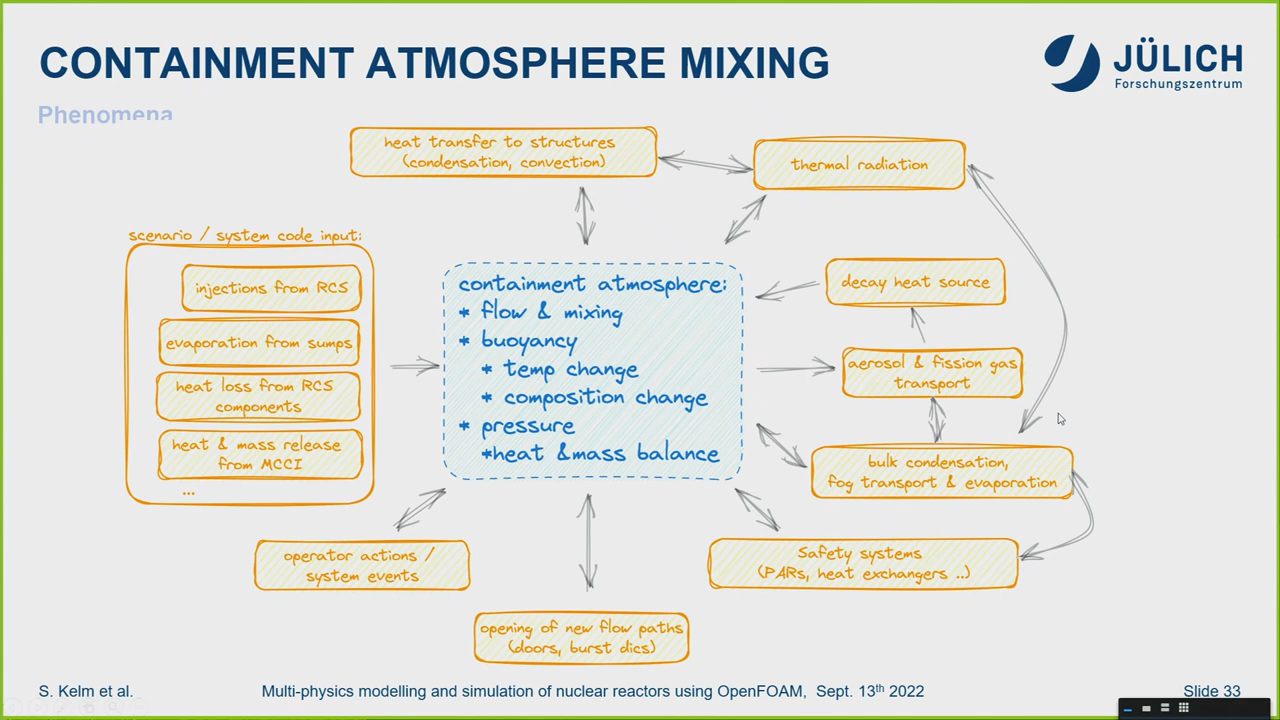 CONTAINMENT ATMOSPHERE MIXING
JÜLICH
Forschungszentrum
Phenomena
heat transfer to structures
(condensation, convection)
thermal radiation
scenario / system code input:
injections from RCS
evaporation from sumps
heat loss from RCS
components
heat & mass release
from MCCI
...
containment atmosphere:
* flow & mixing
* buoyancy
* temp change
* composition change
* pressure
*heat &mass balance
decay heat source
aerosol & fission gas
transport
bulk condensation,
fog transport & evaporation
Safety systems
(PARs, heat exchangers ..)
operator actions /
system events
opening of new flow paths
(doors, burst dics)
S. Kelm et al.
Multi-physics modelling and simulation of nuclear reactors using OpenFOAM, Sept. 13th 2022
Slide 33